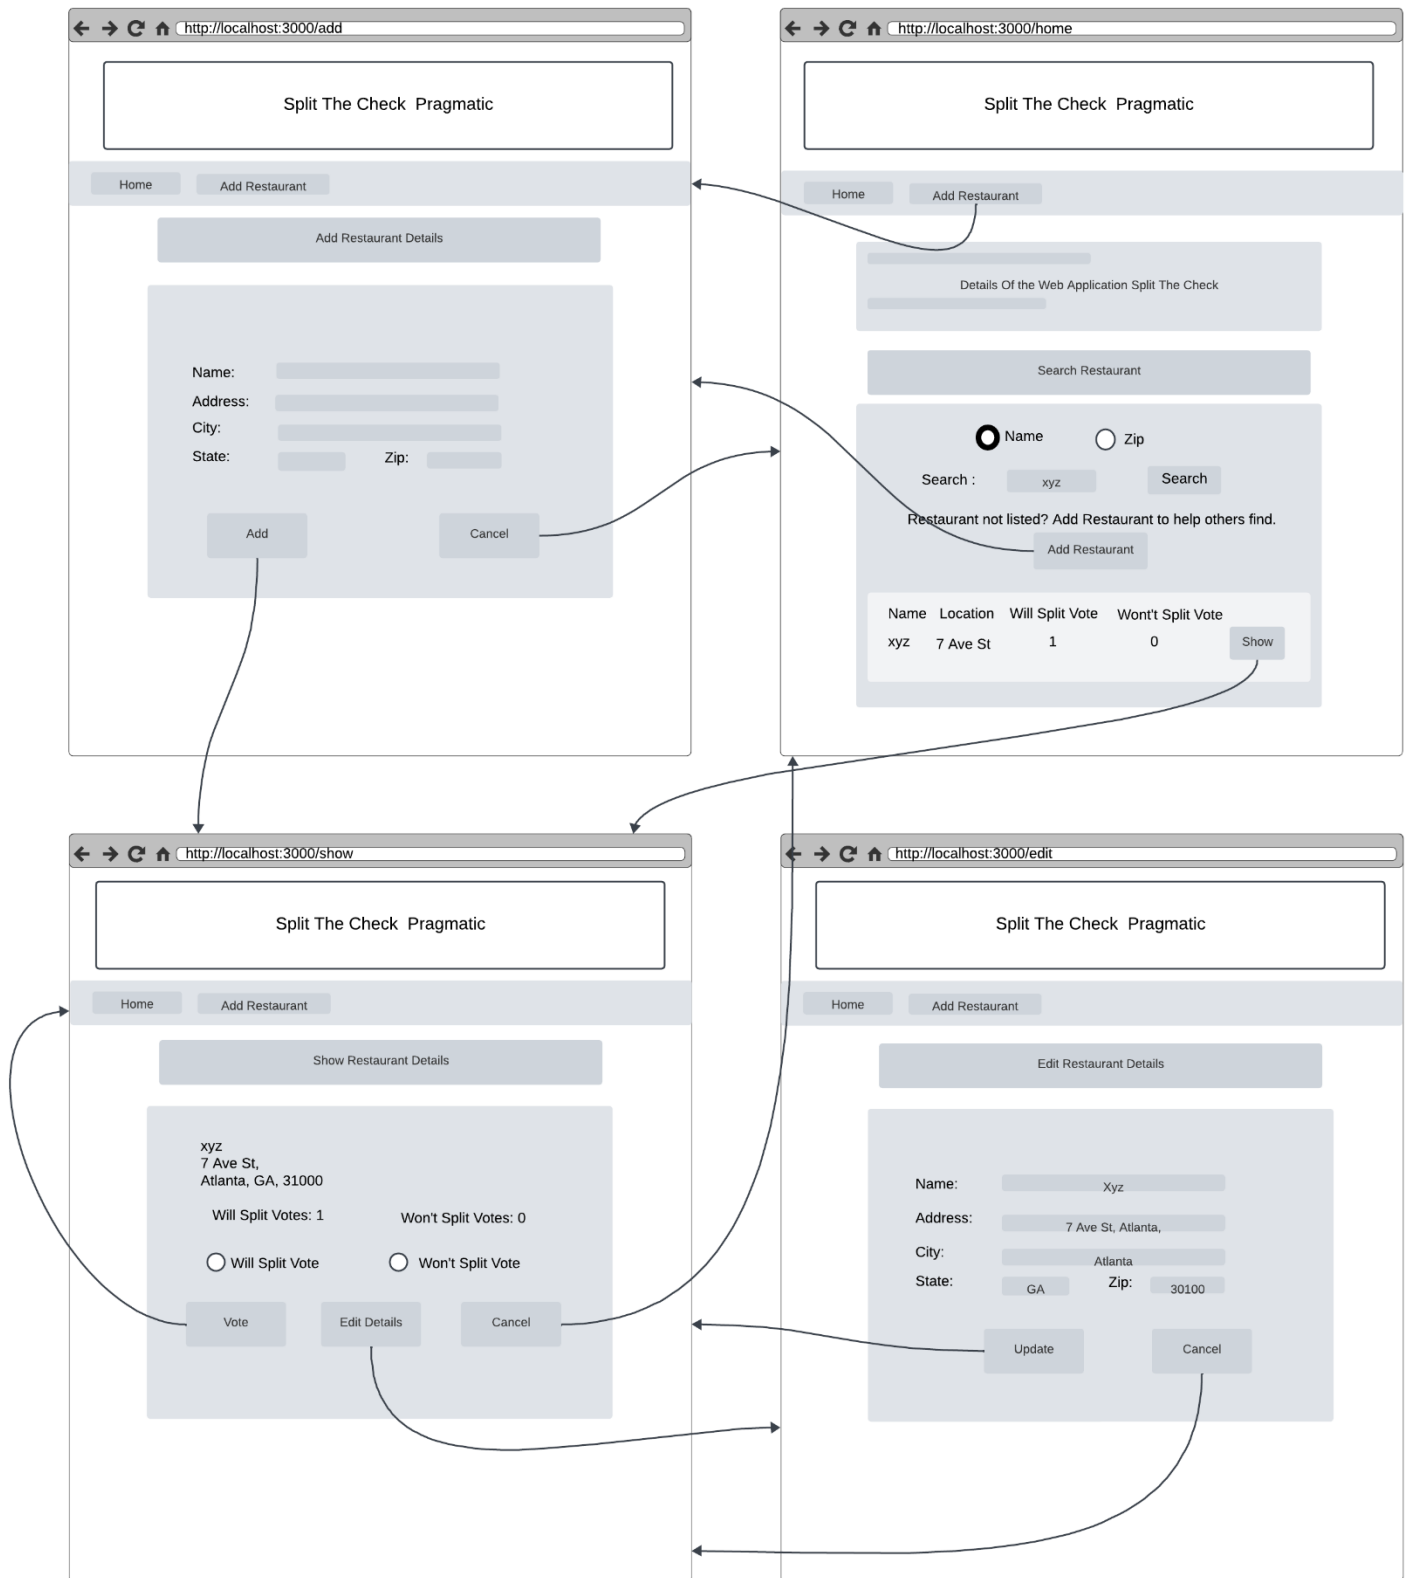 http://localhost:3000/add
Split The Check Pragmatic
Home
Add Restaurant
Add Restaurant Details
Name:
Address:
City:
State:
Zip:
Add
Cancel
http://localhost:3000/home
Split The Check Pragmatic
Home
Add Restaurant
Details Of the Web Application Split The Check
Search Restaurant
Name
Zip
Search :
xyz
Search
Restaurant not listed? Add Restaurant to help others find.
Add Restaurant
Name Location Will Split Vote Won't Split Vote
xyz 7 Ave St 1 0 Show
http://localhost:3000/show
Split The Check Pragmatic
Home
Add Restaurant
Show Restaurant Details
xyz
7 Ave St,
Atlanta, GA, 31000
Will Split Votes: 1
Won't Split Votes: 0
Will Split Vote
Won't Split Vote
Vote
Edit Details
Cancel
http://localhost:3000/edit
Split The Check Pragmatic
Home
Add Restaurant
Edit Restaurant Details
Name: Xyz
Address: 7 Ave St, Atlanta,
City: Atlanta
State: GA Zip: 30100
Update
Cancel